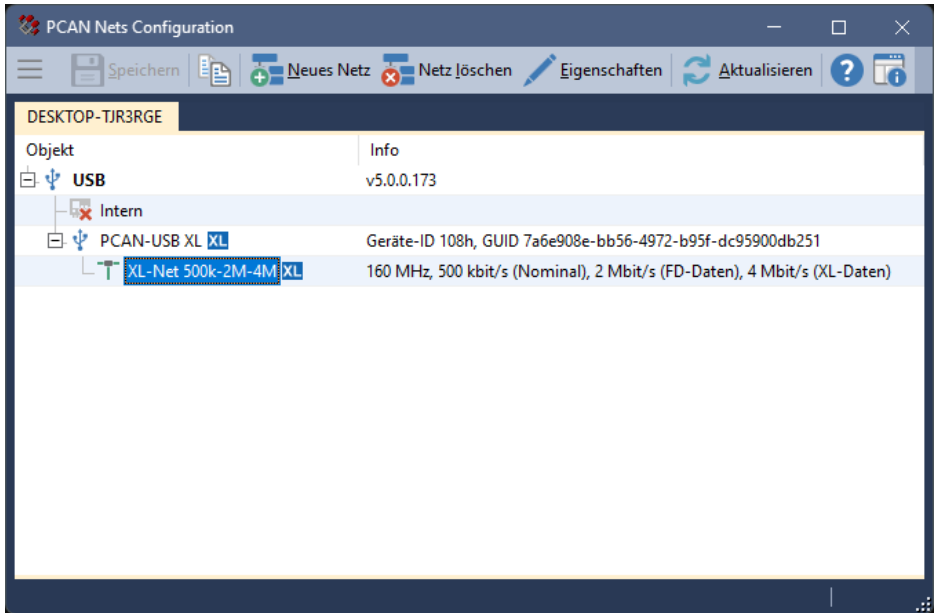 PCAN Nets Configuration
Speichern Neues Netz Netz löschen Eigenschaften Aktualisieren
DESKTOP-TJR3RGE
Objekt Info
USB v5.0.0.173
Intern
PCAN-USB XL XL Geräte-ID 108h, GUID 7a6e908e-bb56-4972-b95f-dc95900db251
XL-Net 500k-2M-4M XL 160 MHz, 500 kbit/s (Nominal), 2 Mbit/s (FD-Daten), 4 Mbit/s (XL-Daten)